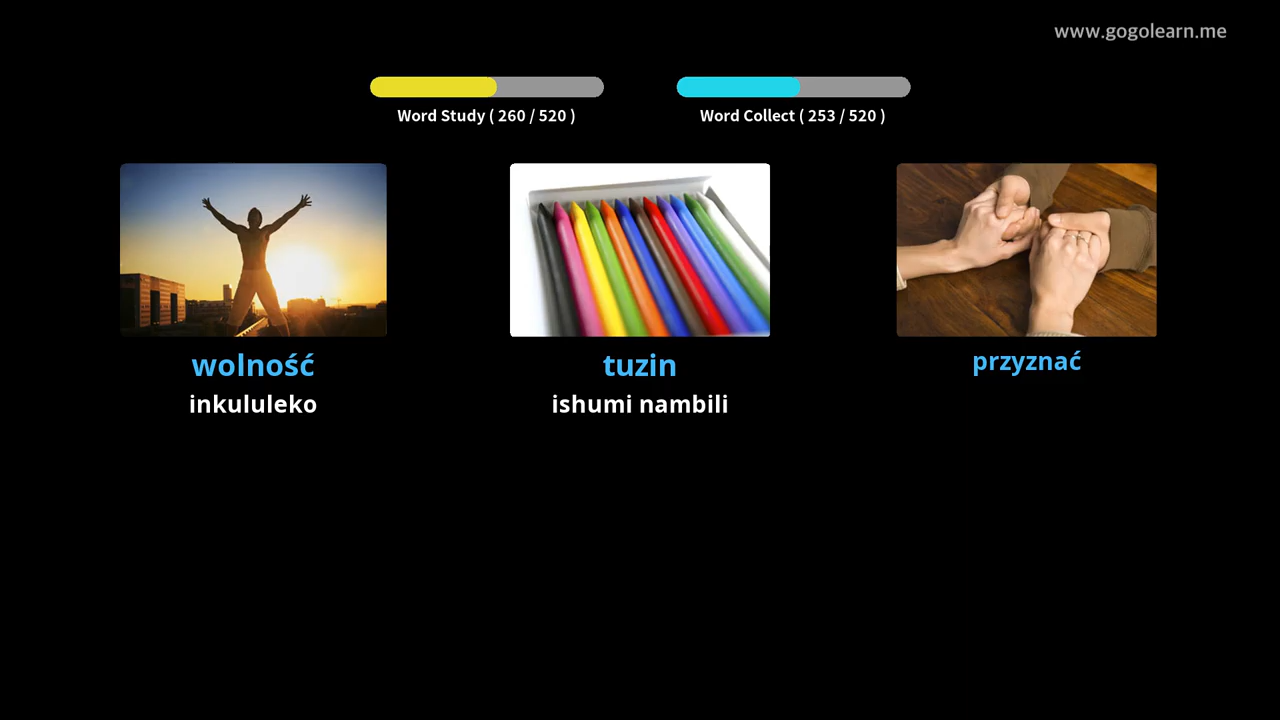 www.gogolearn.me
Word Study ( 260 / 520 )
Word Collect ( 253 / 520 )
wolność
tuzin
przyznać
inkululeko
ishumi nambili